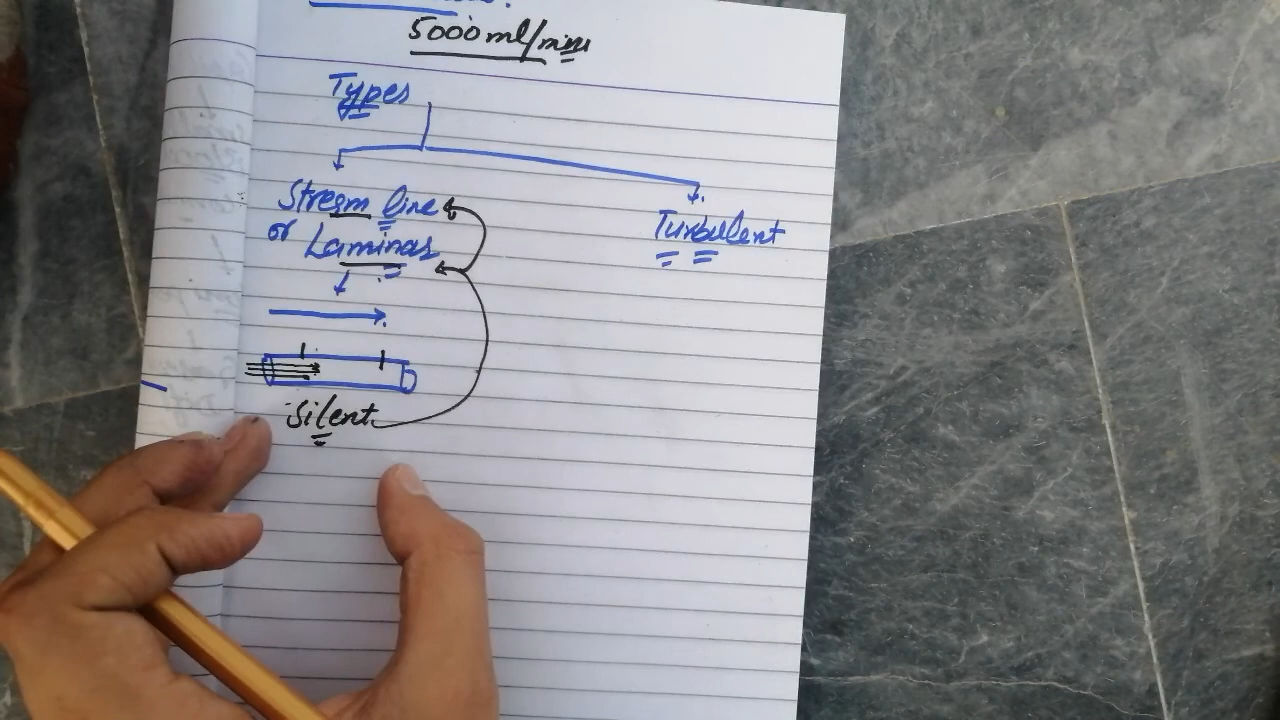 5000 ml/min
Types
Stream line
or Laminar
Turbulent
Silent